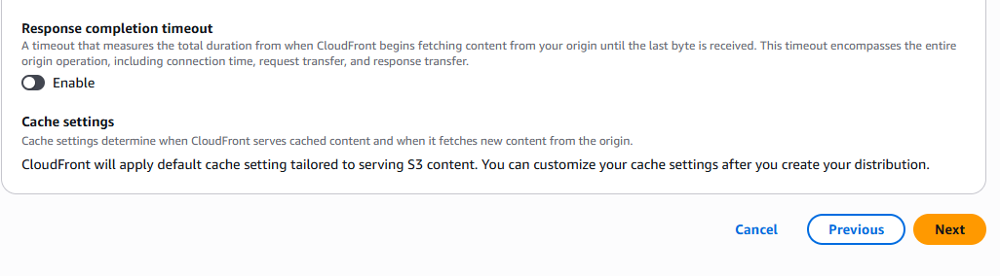 Response completion timeout
A timeout that measures the total duration from when CloudFront begins fetching content from your origin until the last byte is received. This timeout encompasses the entire
origin operation, including connection time, request transfer, and response transfer.
Enable
Cache settings
Cache settings determine when CloudFront serves cached content and when it fetches new content from the origin.
CloudFront will apply default cache setting tailored to serving S3 content. You can customize your cache settings after you create your distribution.
Cancel Previous Next